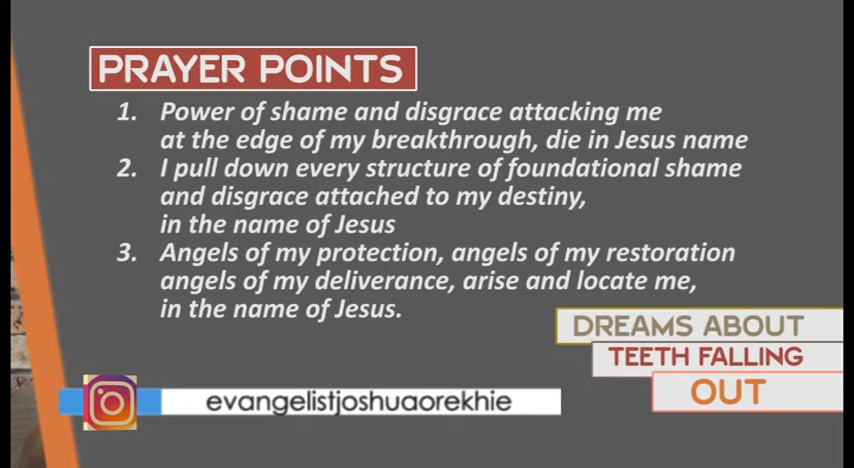 PRAYER POINTS
1. Power of shame and disgrace attacking me
at the edge of my breakthrough, die in Jesus name
2. I pull down every structure of foundational shame
and disgrace attached to my destiny,
in the name of Jesus
3. Angels of my protection, angels of my restoration
angels of my deliverance, arise and locate me,
in the name of Jesus.
DREAMS ABOUT
TEETH FALLING
OUT
evangelistjoshuaorekhie